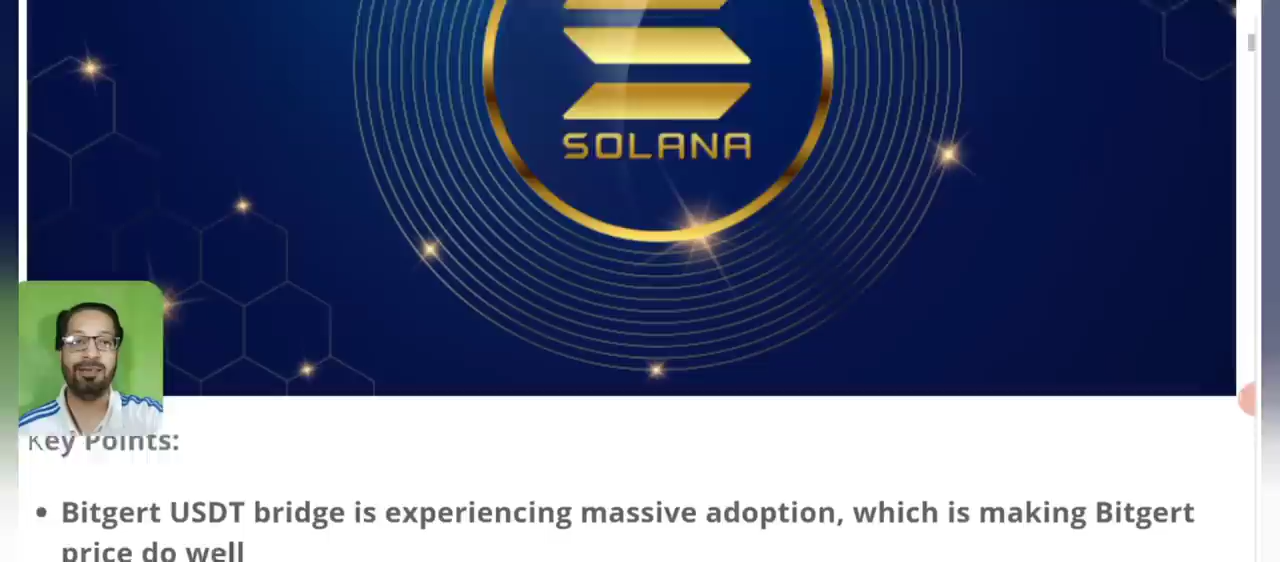 SOLANA
Key Points:
• Bitgert USDT bridge is experiencing massive adoption, which is making Bitgert
price do well